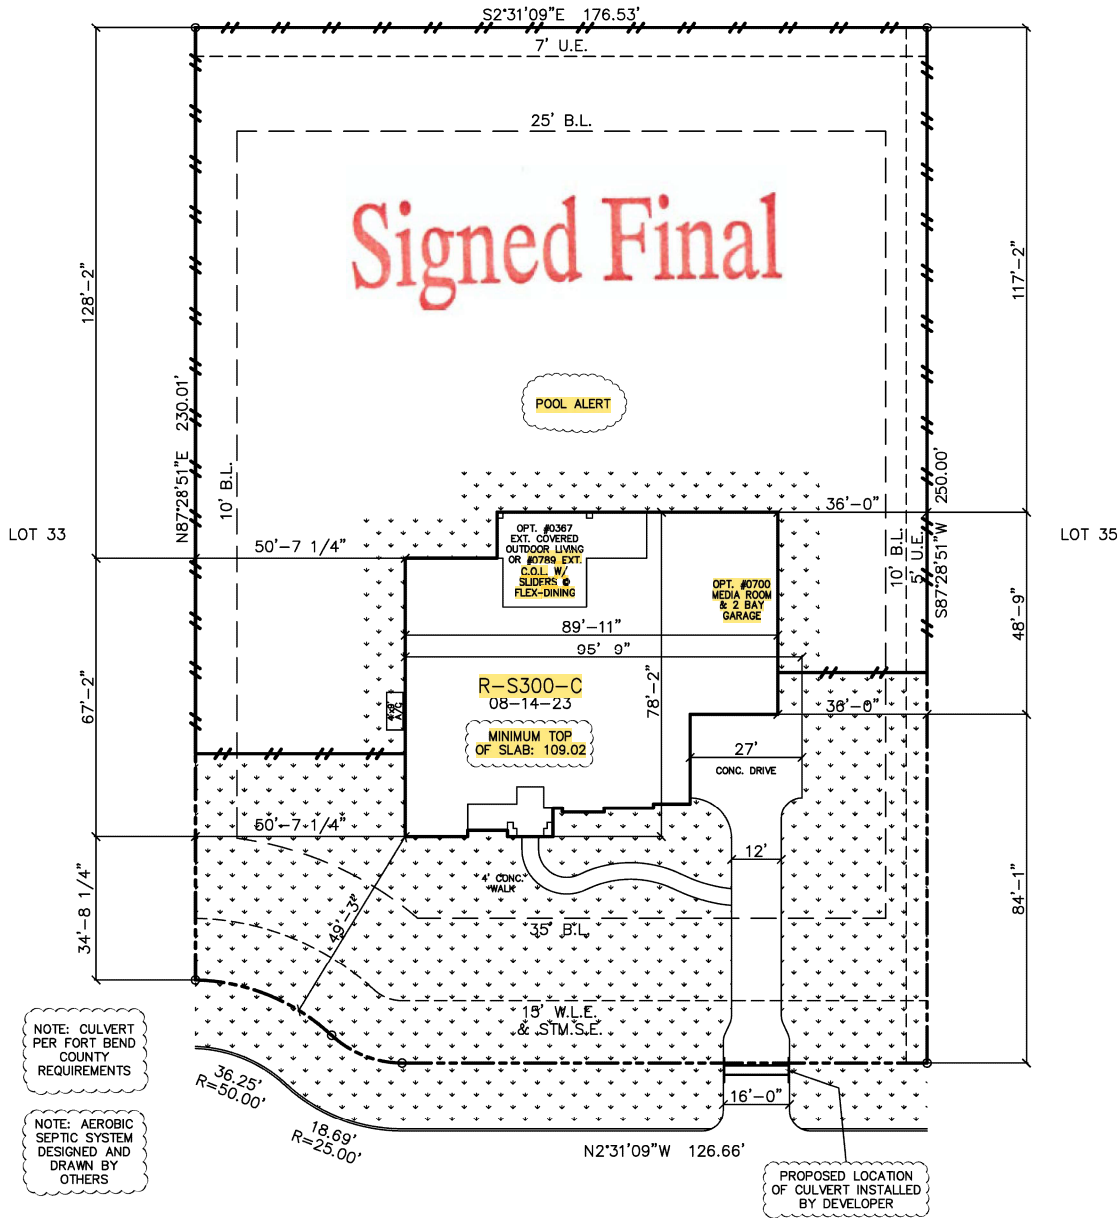 S2°31'09"E 176.53'
7' U.E.
25' B.L.
Signed Final
128'-2"
117'-2"
POOL ALERT
N87°28'51"E 230.01'
10' B.L.
S87°28'51"W 250.00'
10' B.L.
5' U.E.
LOT 33
LOT 35
36'-0"
50'-7 1/4"
OPT. #0367
EXT. COVERED
OUTDOOR LIVING
OR #0789 EXT.
C.O.L. W/
SLIDERS @
FLEX-DINING
OPT. #0700
MEDIA ROOM
& 2 BAY
GARAGE
89'-11"
95' 9"
48'-9"
67'-2"
R-S300-C
08-14-23
78'-2"
A/C
36'-0"
MINIMUM TOP
OF SLAB: 109.02
27'
CONC. DRIVE
50'-7 1/4"
12'
4' CONC.
WALK
34'-8 1/4"
49'-3"
84'-1"
35' B.L.
15' W.L.E.
& STM.S.E.
NOTE: CULVERT
PER FORT BEND
COUNTY
REQUIREMENTS
36.25'
R=50.00'
16'-0"
18.69'
R=25.00'
NOTE: AEROBIC
SEPTIC SYSTEM
DESIGNED AND
DRAWN BY
OTHERS
N2°31'09"W 126.66'
PROPOSED LOCATION
OF CULVERT INSTALLED
BY DEVELOPER